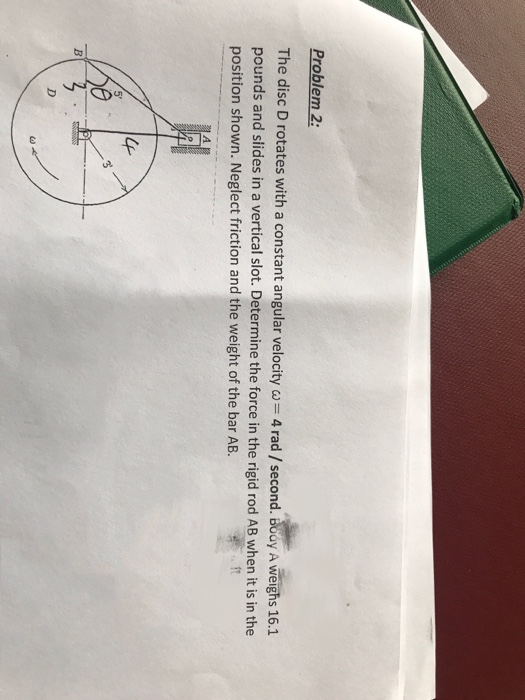 Problem 2:
The disc D rotates with a constant angular velocity ω = 4 rad / second. Body A weighs 16.1
pounds and slides in a vertical slot. Determine the force in the rigid rod AB when it is in the
position shown. Neglect friction and the weight of the bar AB.
A
5'
4
B
θ
3
3'
D
ω